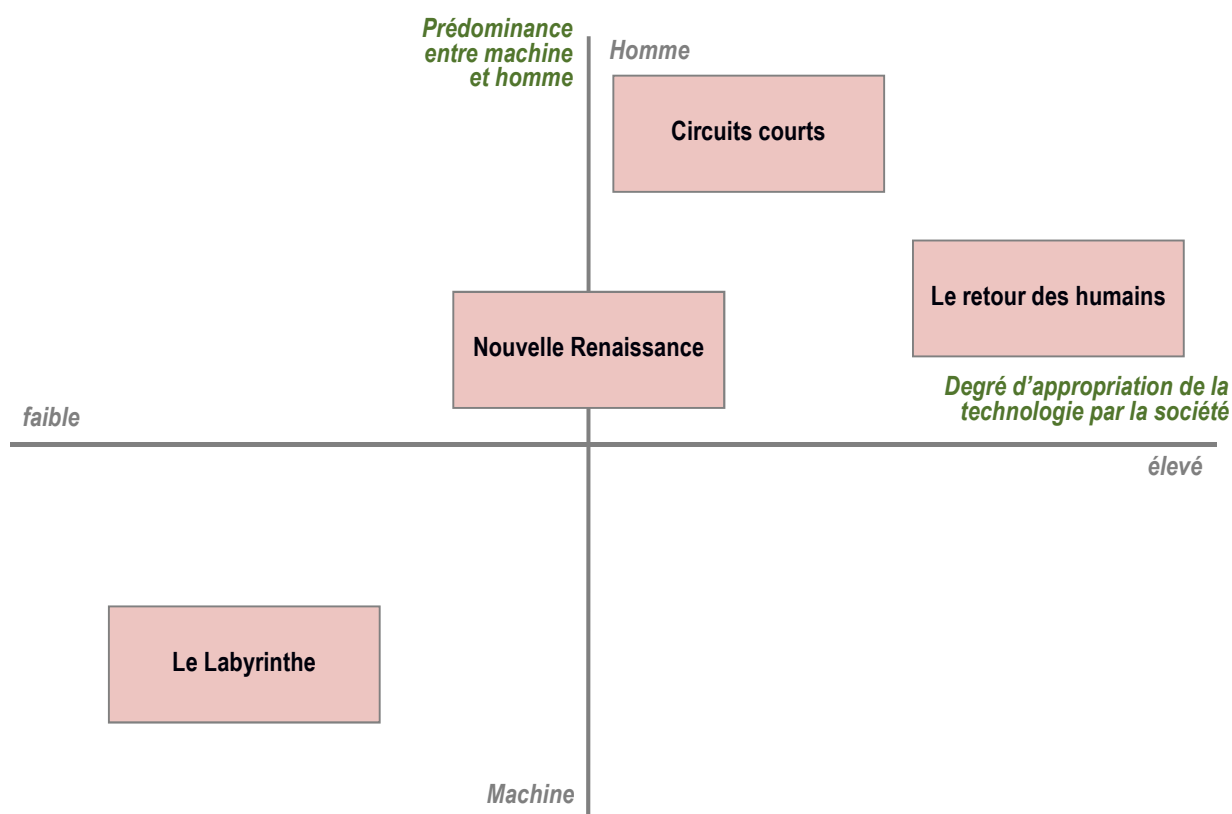 Prédominance
entre machine
et homme
Homme
Circuits courts
Le retour des humains
Nouvelle Renaissance
Degré d’appropriation de la
technologie par la société
faible
élevé
Le Labyrinthe
Machine